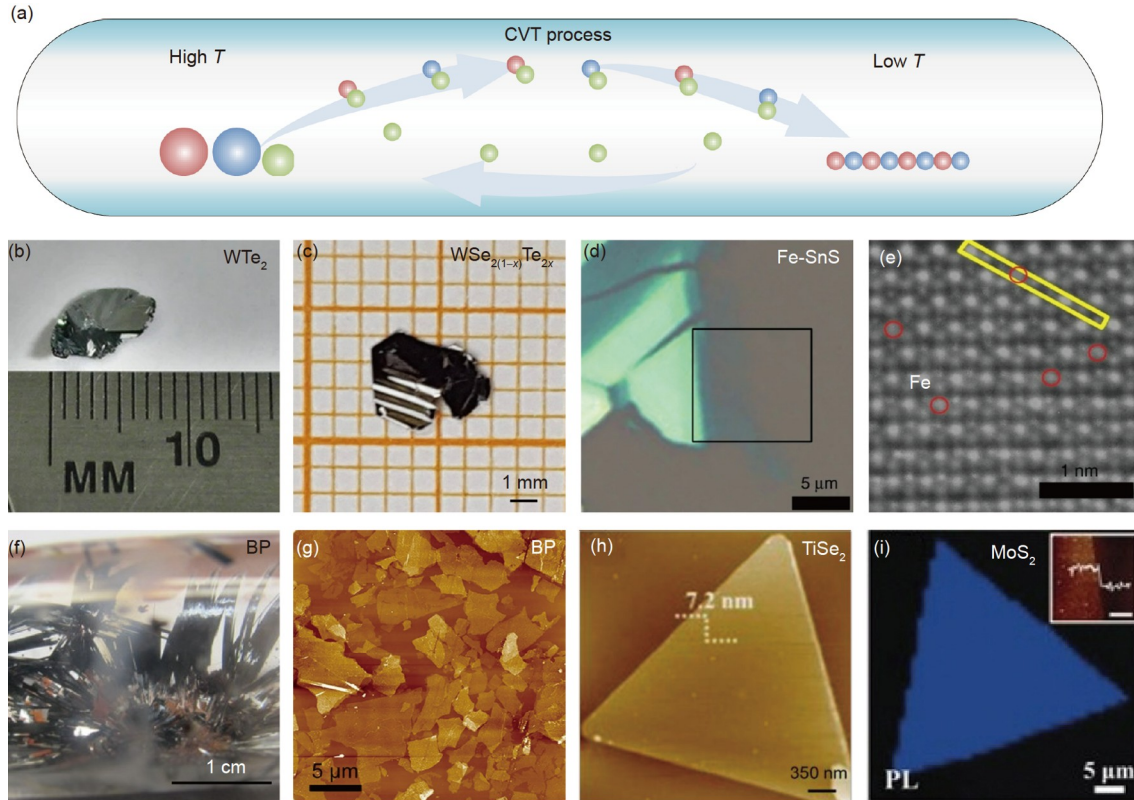 (a)
CVT process
High T
Low T
(b)
WTe₂
MM
10
(c)
WSe₂₍₁₋ₓ₎Te₂ₓ
1 mm
(d)
Fe-SnS
5 μm
(e)
Fe
1 nm
(f)
BP
1 cm
(g)
BP
5 μm
(h)
TiSe₂
7.2 nm
350 nm
(i)
MoS₂
PL
5 μm